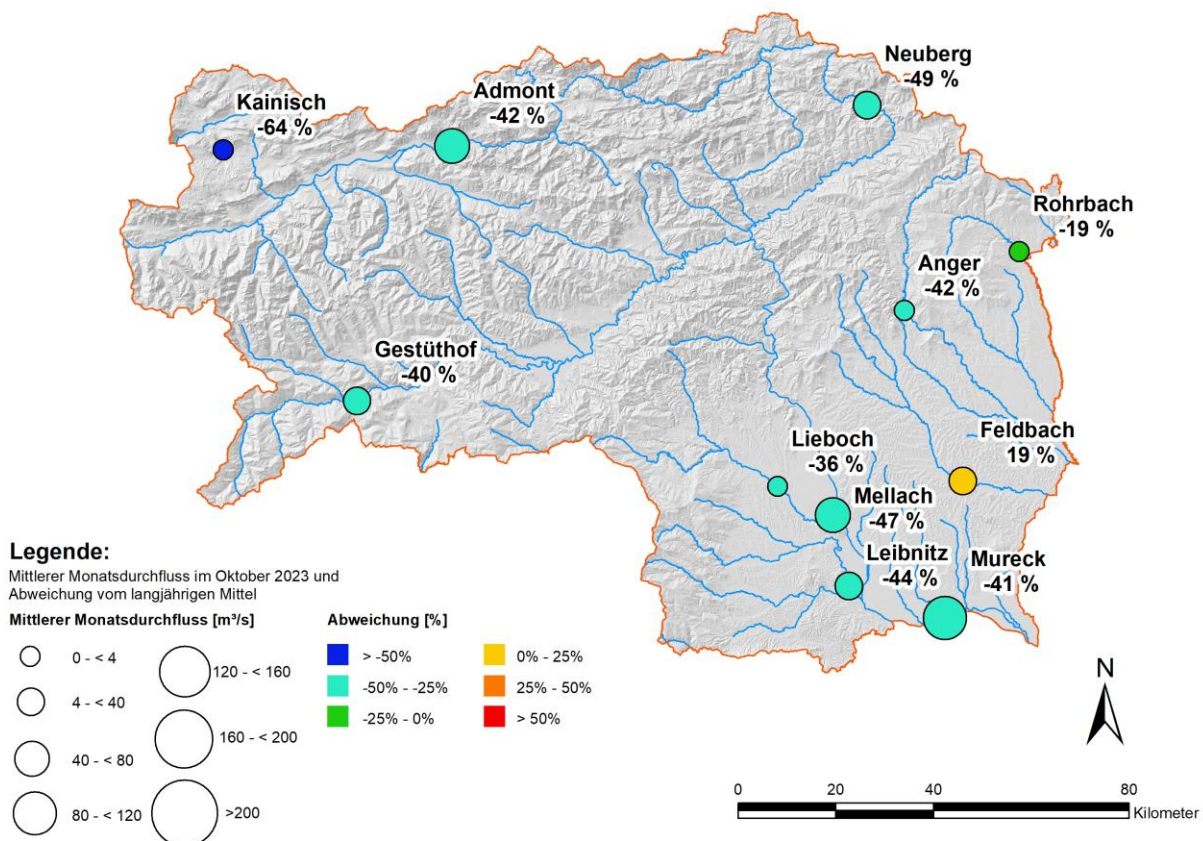 Neuberg
-49 %
Admont
-42 %
Kainisch
-64 %
Rohrbach
-19 %
Anger
-42 %
Gestüthof
-40 %
Feldbach
19 %
Lieboch
-36 %
Mellach
-47 %
Leibnitz
-44 %
Mureck
-41 %
Legende:
Mittlerer Monatsdurchfluss im Oktober 2023 und
Abweichung vom langjährigen Mittel
Mittlerer Monatsdurchfluss [m³/s]
0 - < 4
4 - < 40
40 - < 80
80 - < 120
120 - < 160
160 - < 200
>200
Abweichung [%]
> -50%
-50% - -25%
-25% - 0%
0% - 25%
25% - 50%
> 50%
N
0 20 40 80
Kilometer